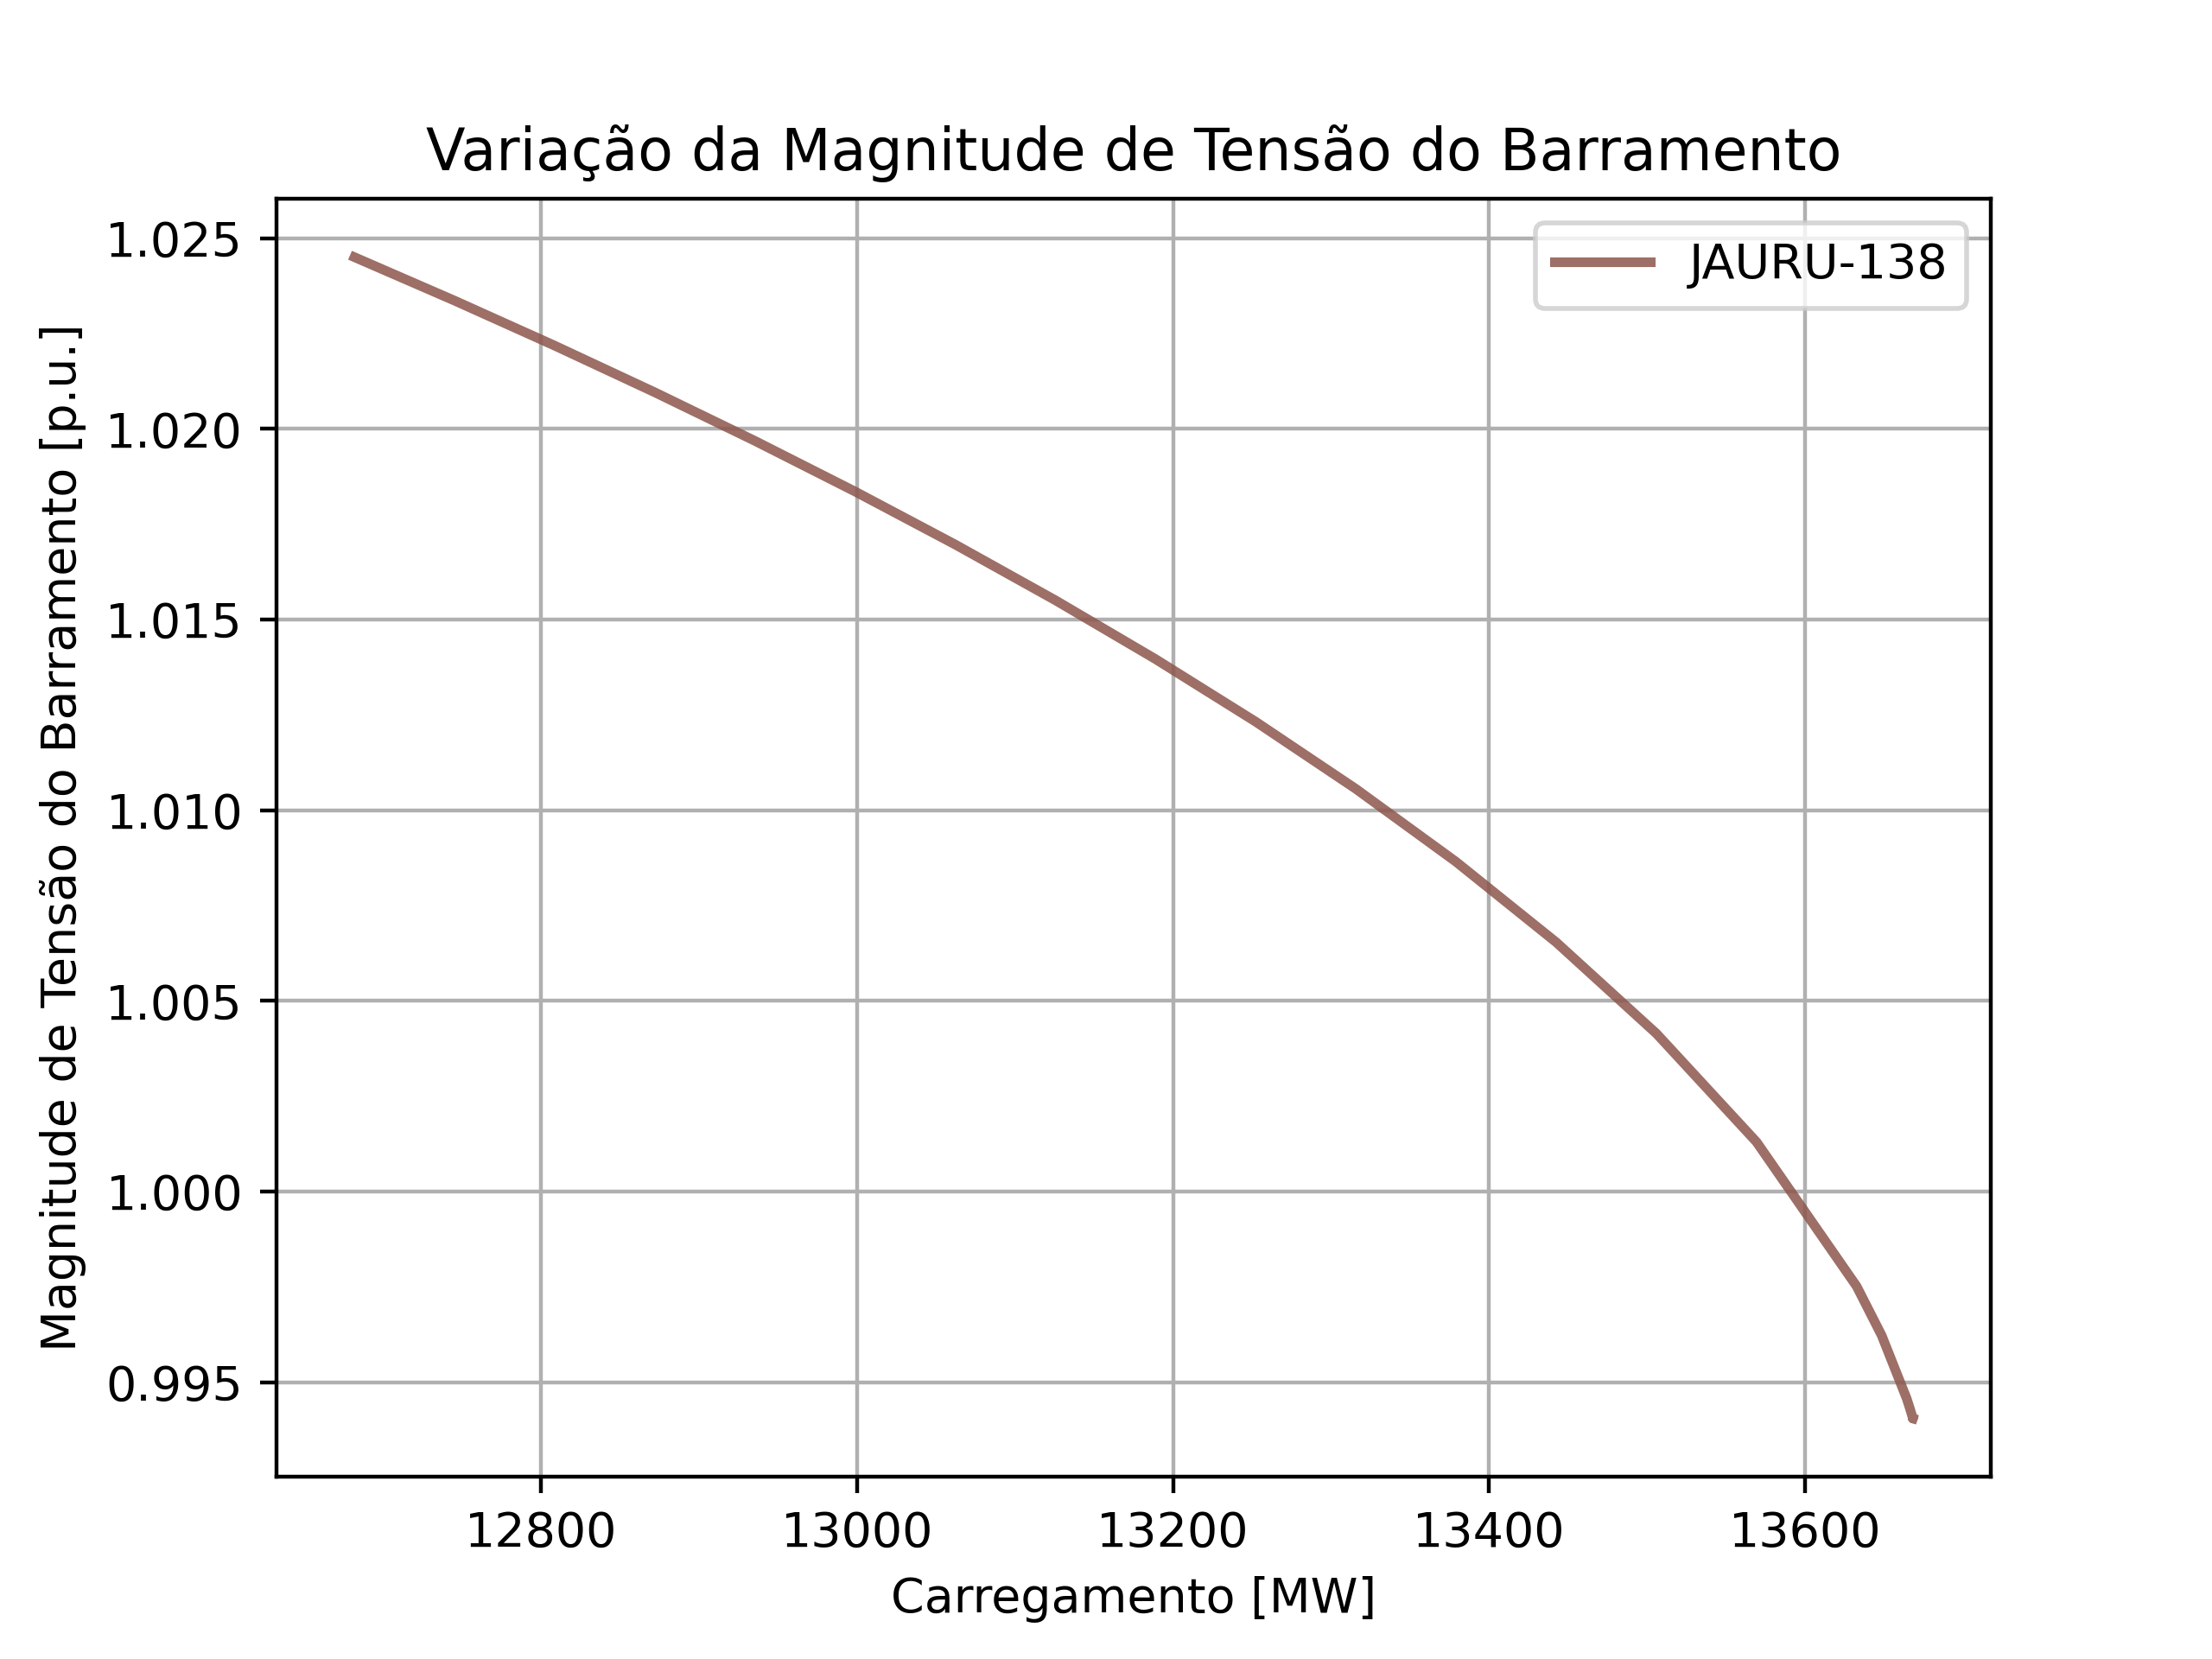 Variação da Magnitude de Tensão do Barramento
JAURU-138
Magnitude de Tensão do Barramento [p.u.]
1.025
1.020
1.015
1.010
1.005
1.000
0.995
12800 13000 13200 13400 13600
Carregamento [MW]